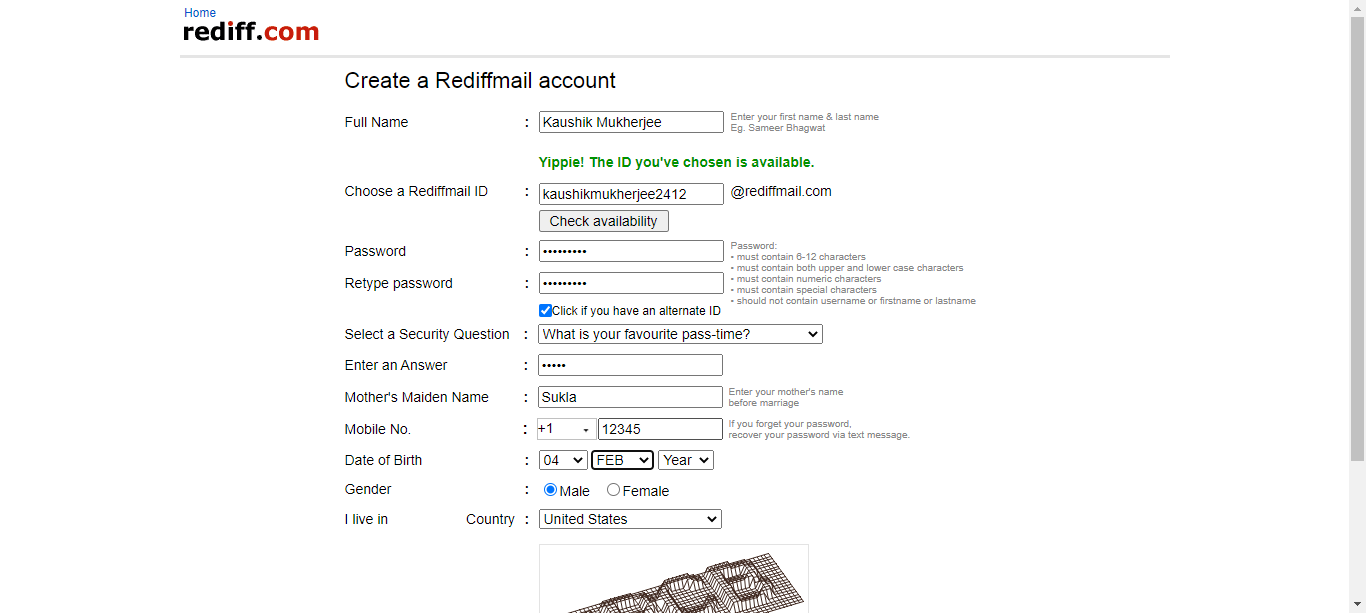 Home
rediff.com
Create a Rediffmail account
Full Name : Kaushik Mukherjee Enter your first name & last name
Eg. Sameer Bhagwat
Yippie! The ID you've chosen is available.
Choose a Rediffmail ID : kaushikmukherjee2412 @rediffmail.com
Check availability
Password : ••••••••• Password:
• must contain 6-12 characters
• must contain both upper and lower case characters
• must contain numeric characters
• must contain special characters
• should not contain username or firstname or lastname
Retype password : •••••••••
Click if you have an alternate ID
Select a Security Question : What is your favourite pass-time?
Enter an Answer : •••••
Mother's Maiden Name : Sukla Enter your mother's name
before marriage
Mobile No. : +1 12345 If you forget your password,
recover your password via text message.
Date of Birth : 04 FEB Year
Gender : Male Female
I live in Country : United States